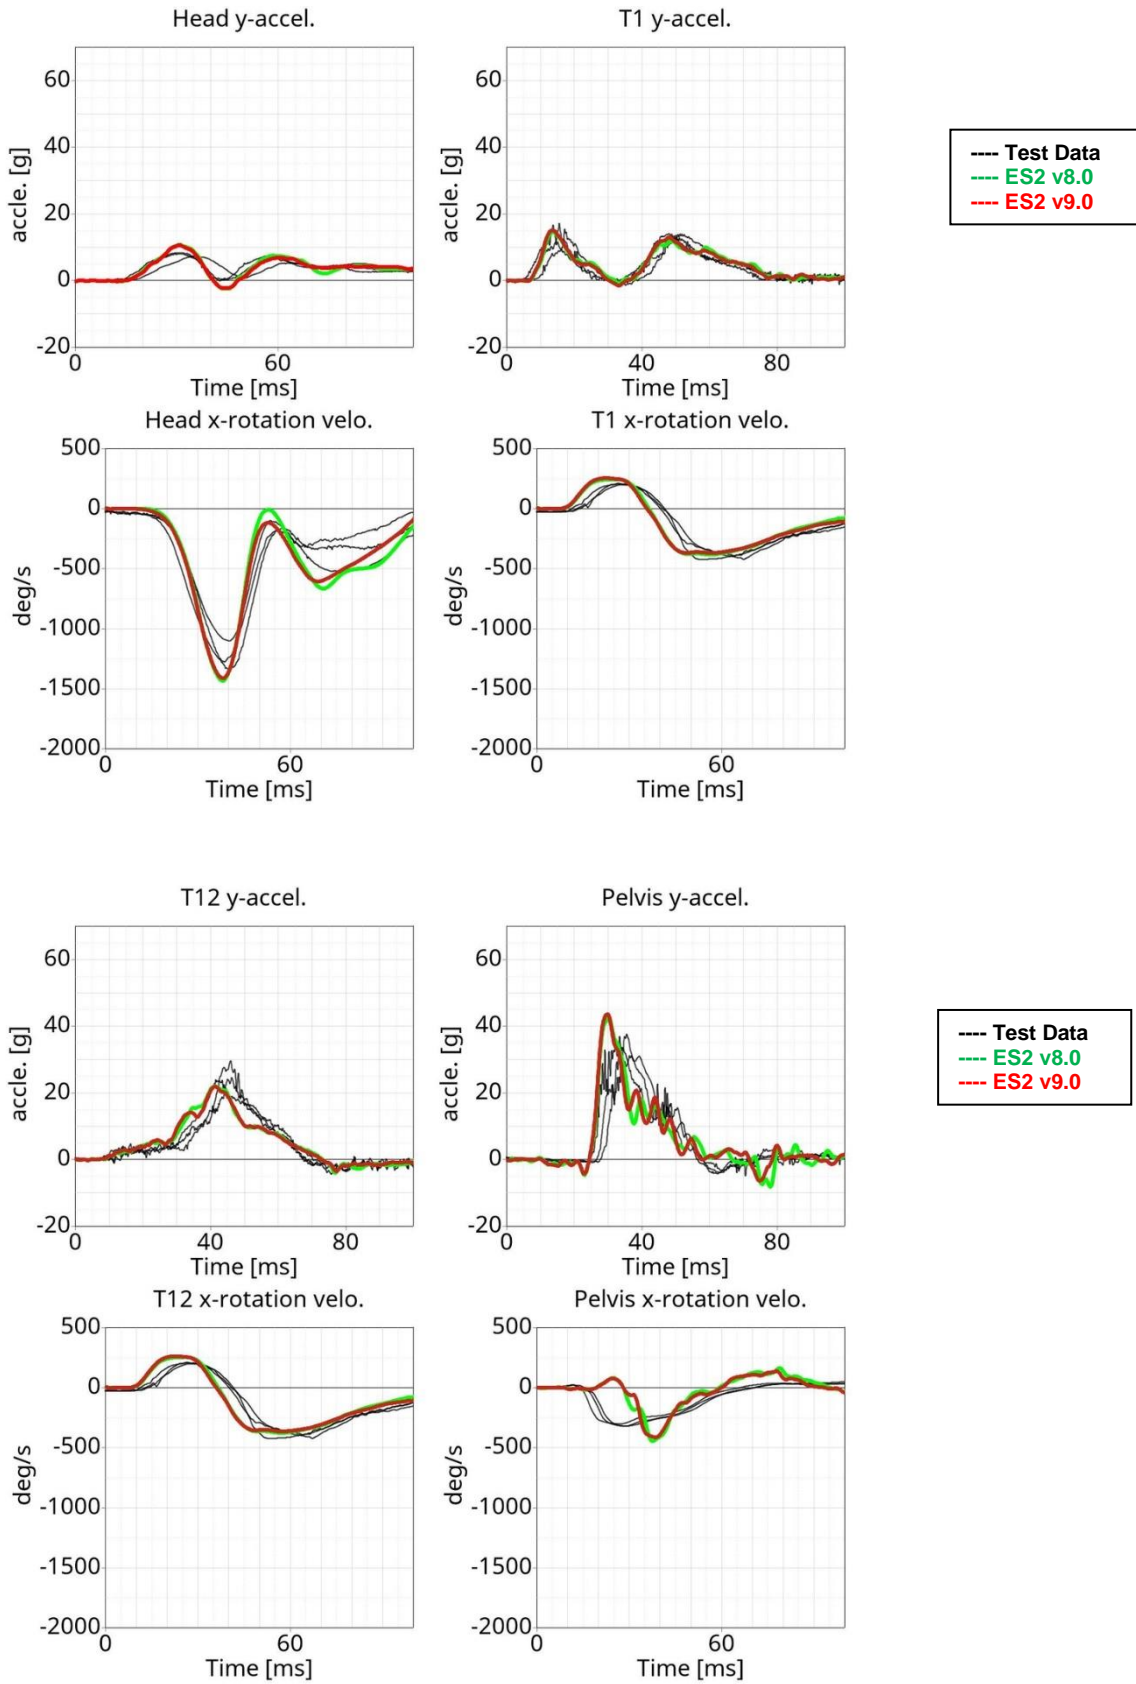 Head y-accel.
T1 y-accel.
60
40
20
0
-20
accle. [g]
0
60
Time [ms]
60
40
20
0
-20
accle. [g]
0
40
80
Time [ms]
---- Test Data
---- ES2 v8.0
---- ES2 v9.0
Head x-rotation velo.
T1 x-rotation velo.
500
0
-500
-1000
-1500
-2000
deg/s
0
60
Time [ms]
500
0
-500
-1000
-1500
-2000
deg/s
0
60
Time [ms]
T12 y-accel.
Pelvis y-accel.
60
40
20
0
-20
accle. [g]
0
40
80
Time [ms]
60
40
20
0
-20
accle. [g]
0
40
80
Time [ms]
---- Test Data
---- ES2 v8.0
---- ES2 v9.0
T12 x-rotation velo.
Pelvis x-rotation velo.
500
0
-500
-1000
-1500
-2000
deg/s
0
60
Time [ms]
500
0
-500
-1000
-1500
-2000
deg/s
0
60
Time [ms]